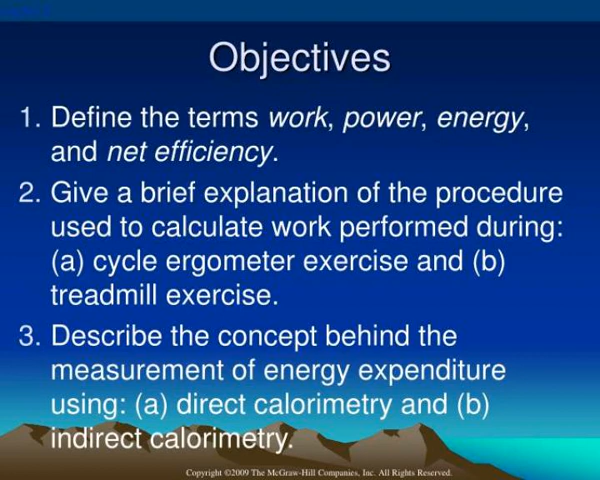 Objectives
1. Define the terms work, power, energy,
and net efficiency.
2. Give a brief explanation of the procedure
used to calculate work performed during:
(a) cycle ergometer exercise and (b)
treadmill exercise.
3. Describe the concept behind the
measurement of energy expenditure
using: (a) direct calorimetry and (b)
indirect calorimetry.
Copyright ©2009 The McGraw-Hill Companies, Inc. All Rights Reserved.